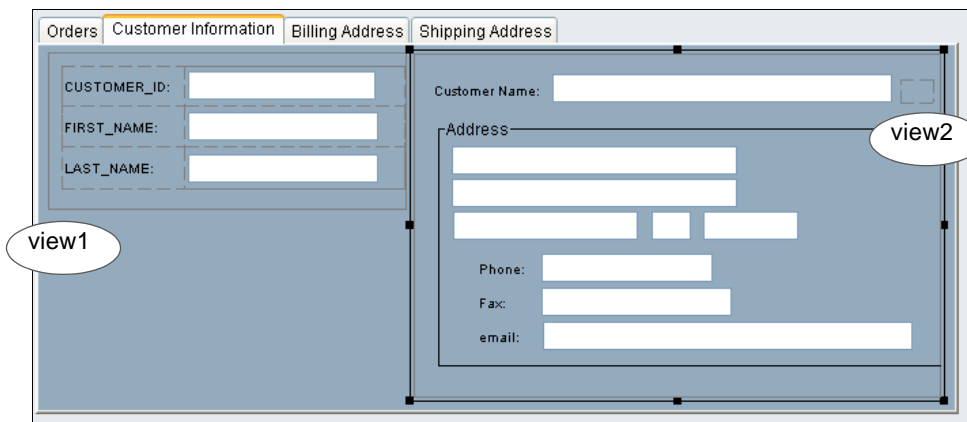 Orders Customer Information Billing Address Shipping Address
CUSTOMER_ID:
FIRST_NAME:
LAST_NAME:
view1
Customer Name:
view2
Address
Phone:
Fax:
email: